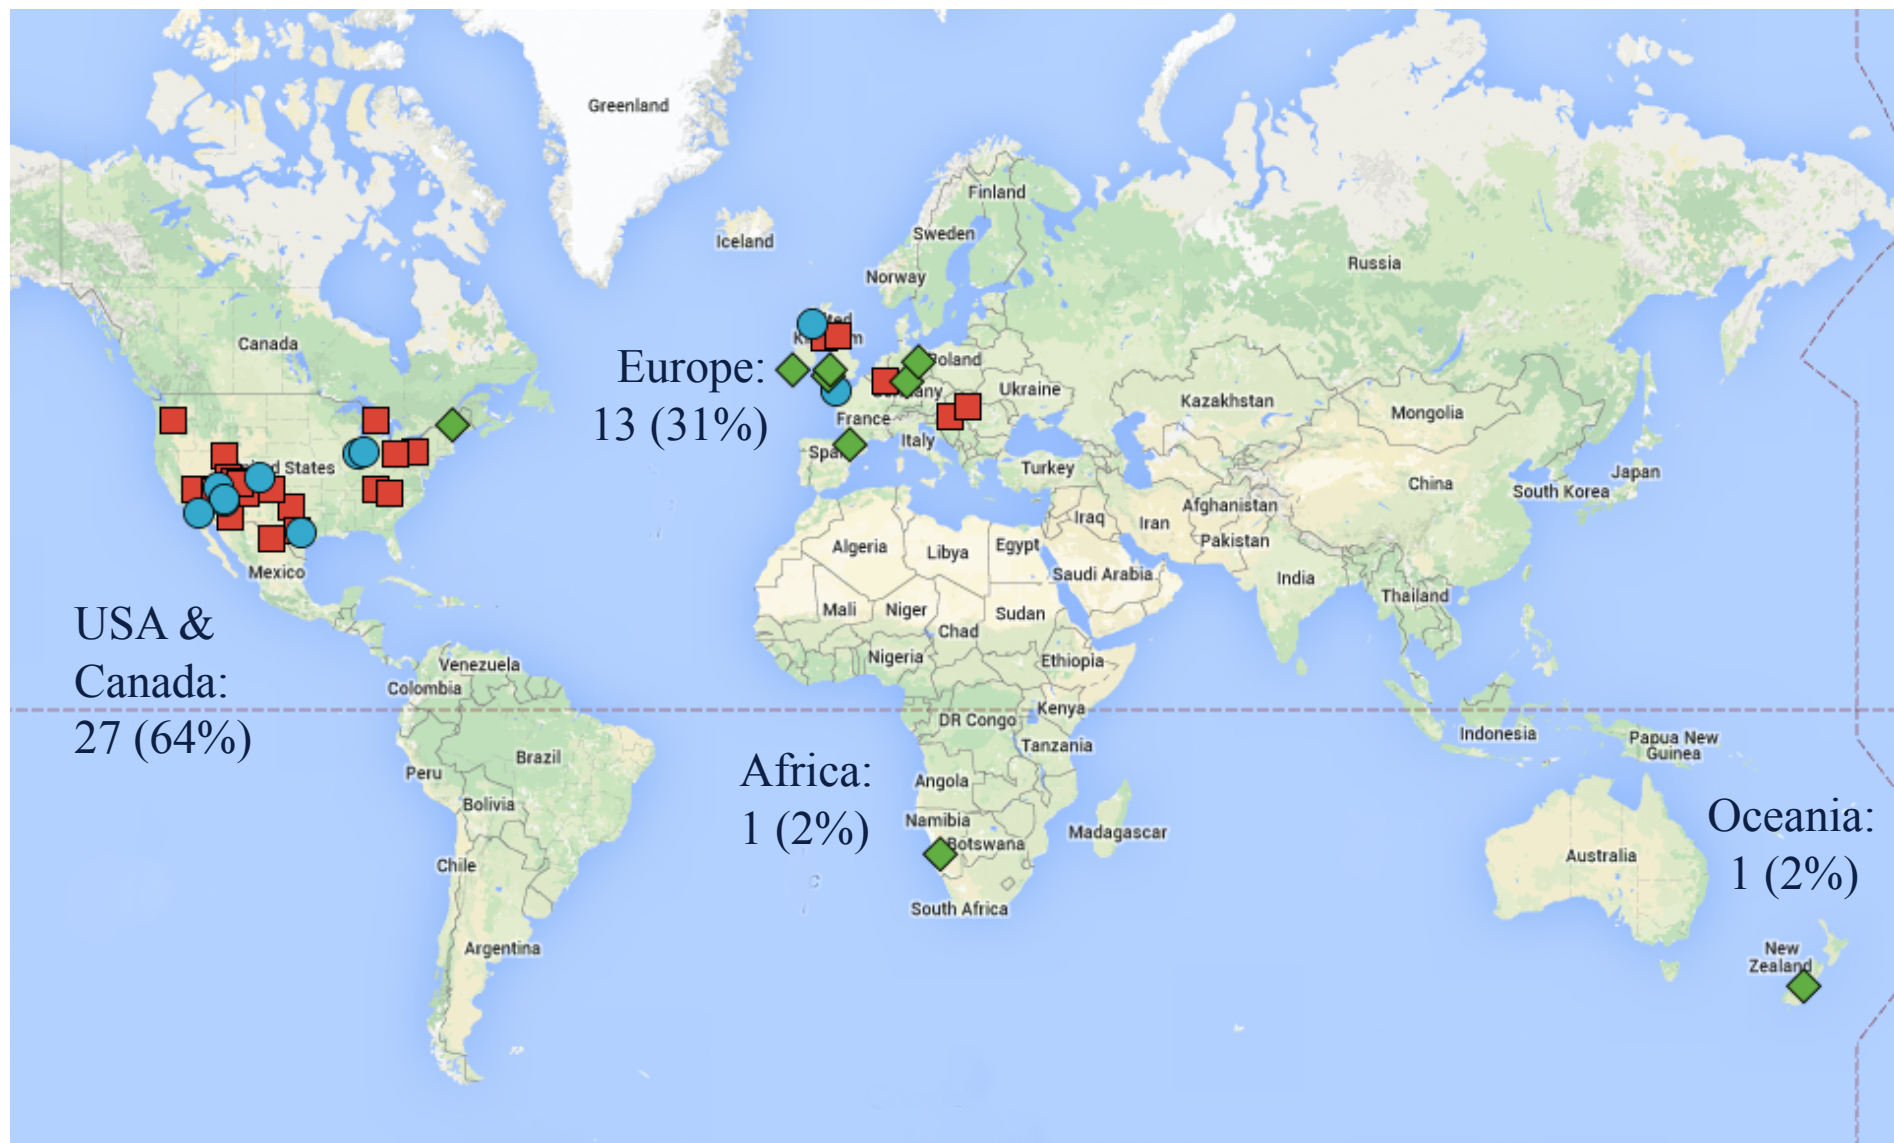 Greenland
Finland
Iceland
Sweden
Russia
Norway
Canada
Europe:
13 (31%)
Poland
Ukraine
Kazakhstan
Mongolia
France
Italy
United States
Turkey
Japan
China
South Korea
Afghanistan
Iraq
Iran
Pakistan
Algeria
Libya
Egypt
Mexico
Saudi Arabia
India
Thailand
Mali
Niger
Sudan
Chad
USA &
Canada:
27 (64%)
Nigeria
Ethiopia
Venezuela
Colombia
Kenya
DR Congo
Indonesia
Papua New
Guinea
Tanzania
Brazil
Peru
Africa:
1 (2%)
Angola
Bolivia
Namibia
Madagascar
Botswana
Oceania:
1 (2%)
Australia
Chile
South Africa
Argentina
New
Zealand